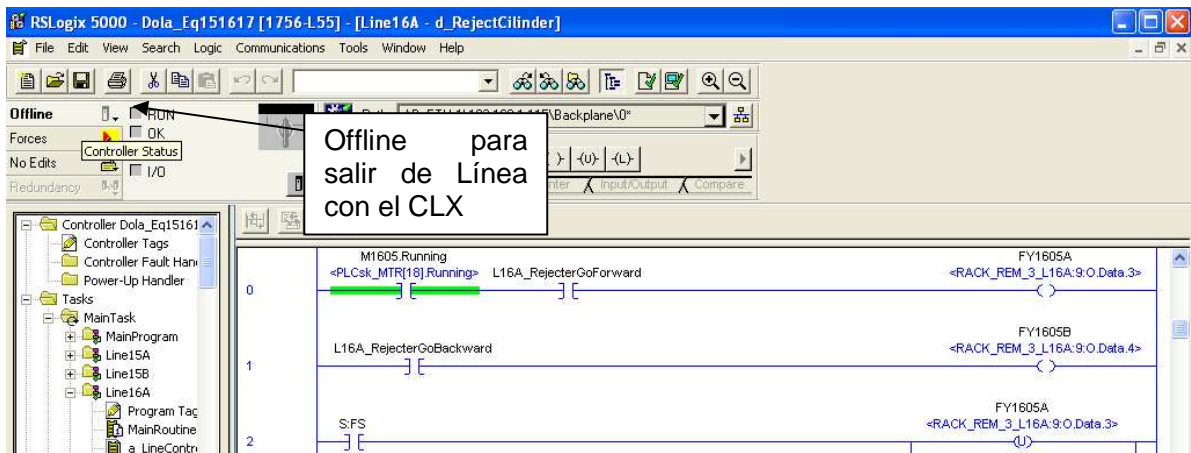 RSLogix 5000 - Dola_Eq151617 [1756-L55] - [Line16A - d_RejectCilinder]
File Edit View Search Logic Communications Tools Window Help
Offline
RUN
Forces
OK
Controller Status
No Edits
I/O
Redundancy
\Backplane\0*
Input/Output
Compare
Offline para
salir de Línea
con el CLX
Controller Dola_Eq15161
Controller Tags
Controller Fault Han
Power-Up Handler
Tasks
MainTask
MainProgram
Line15A
Line15B
Line16A
Program Tag
MainRoutine
a_LineContr
0
M1605.Running
<PLCsk_MTR[18].Running>
L16A_RejecterGoForward
FY1605A
<RACK_REM_3_L16A:9:O.Data.3>
1
L16A_RejecterGoBackward
FY1605B
<RACK_REM_3_L16A:9:O.Data.4>
2
S:FS
FY1605A
<RACK_REM_3_L16A:9:O.Data.3>
U